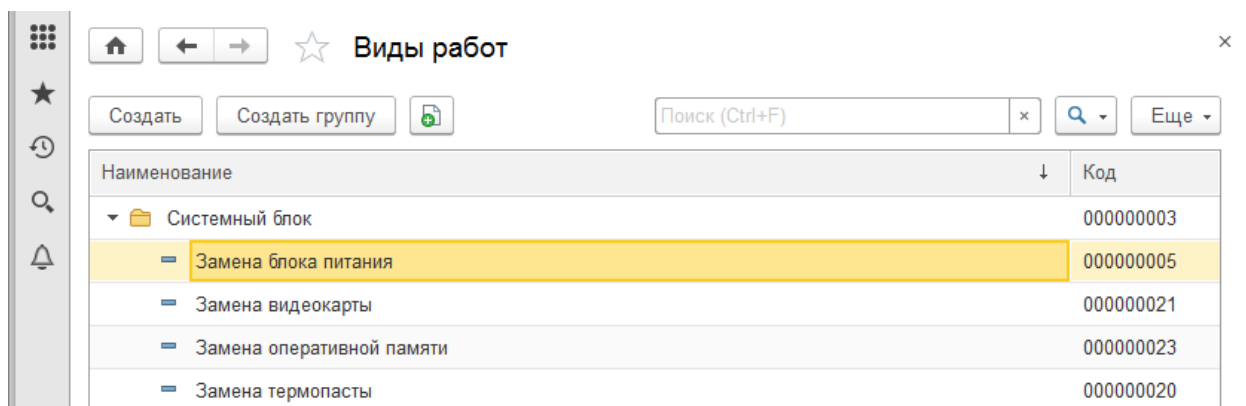 Виды работ
Создать Создать группу Поиск (Ctrl+F) × Еще
Наименование ↓ Код
Системный блок 000000003
Замена блока питания 000000005
Замена видеокарты 000000021
Замена оперативной памяти 000000023
Замена термопасты 000000020